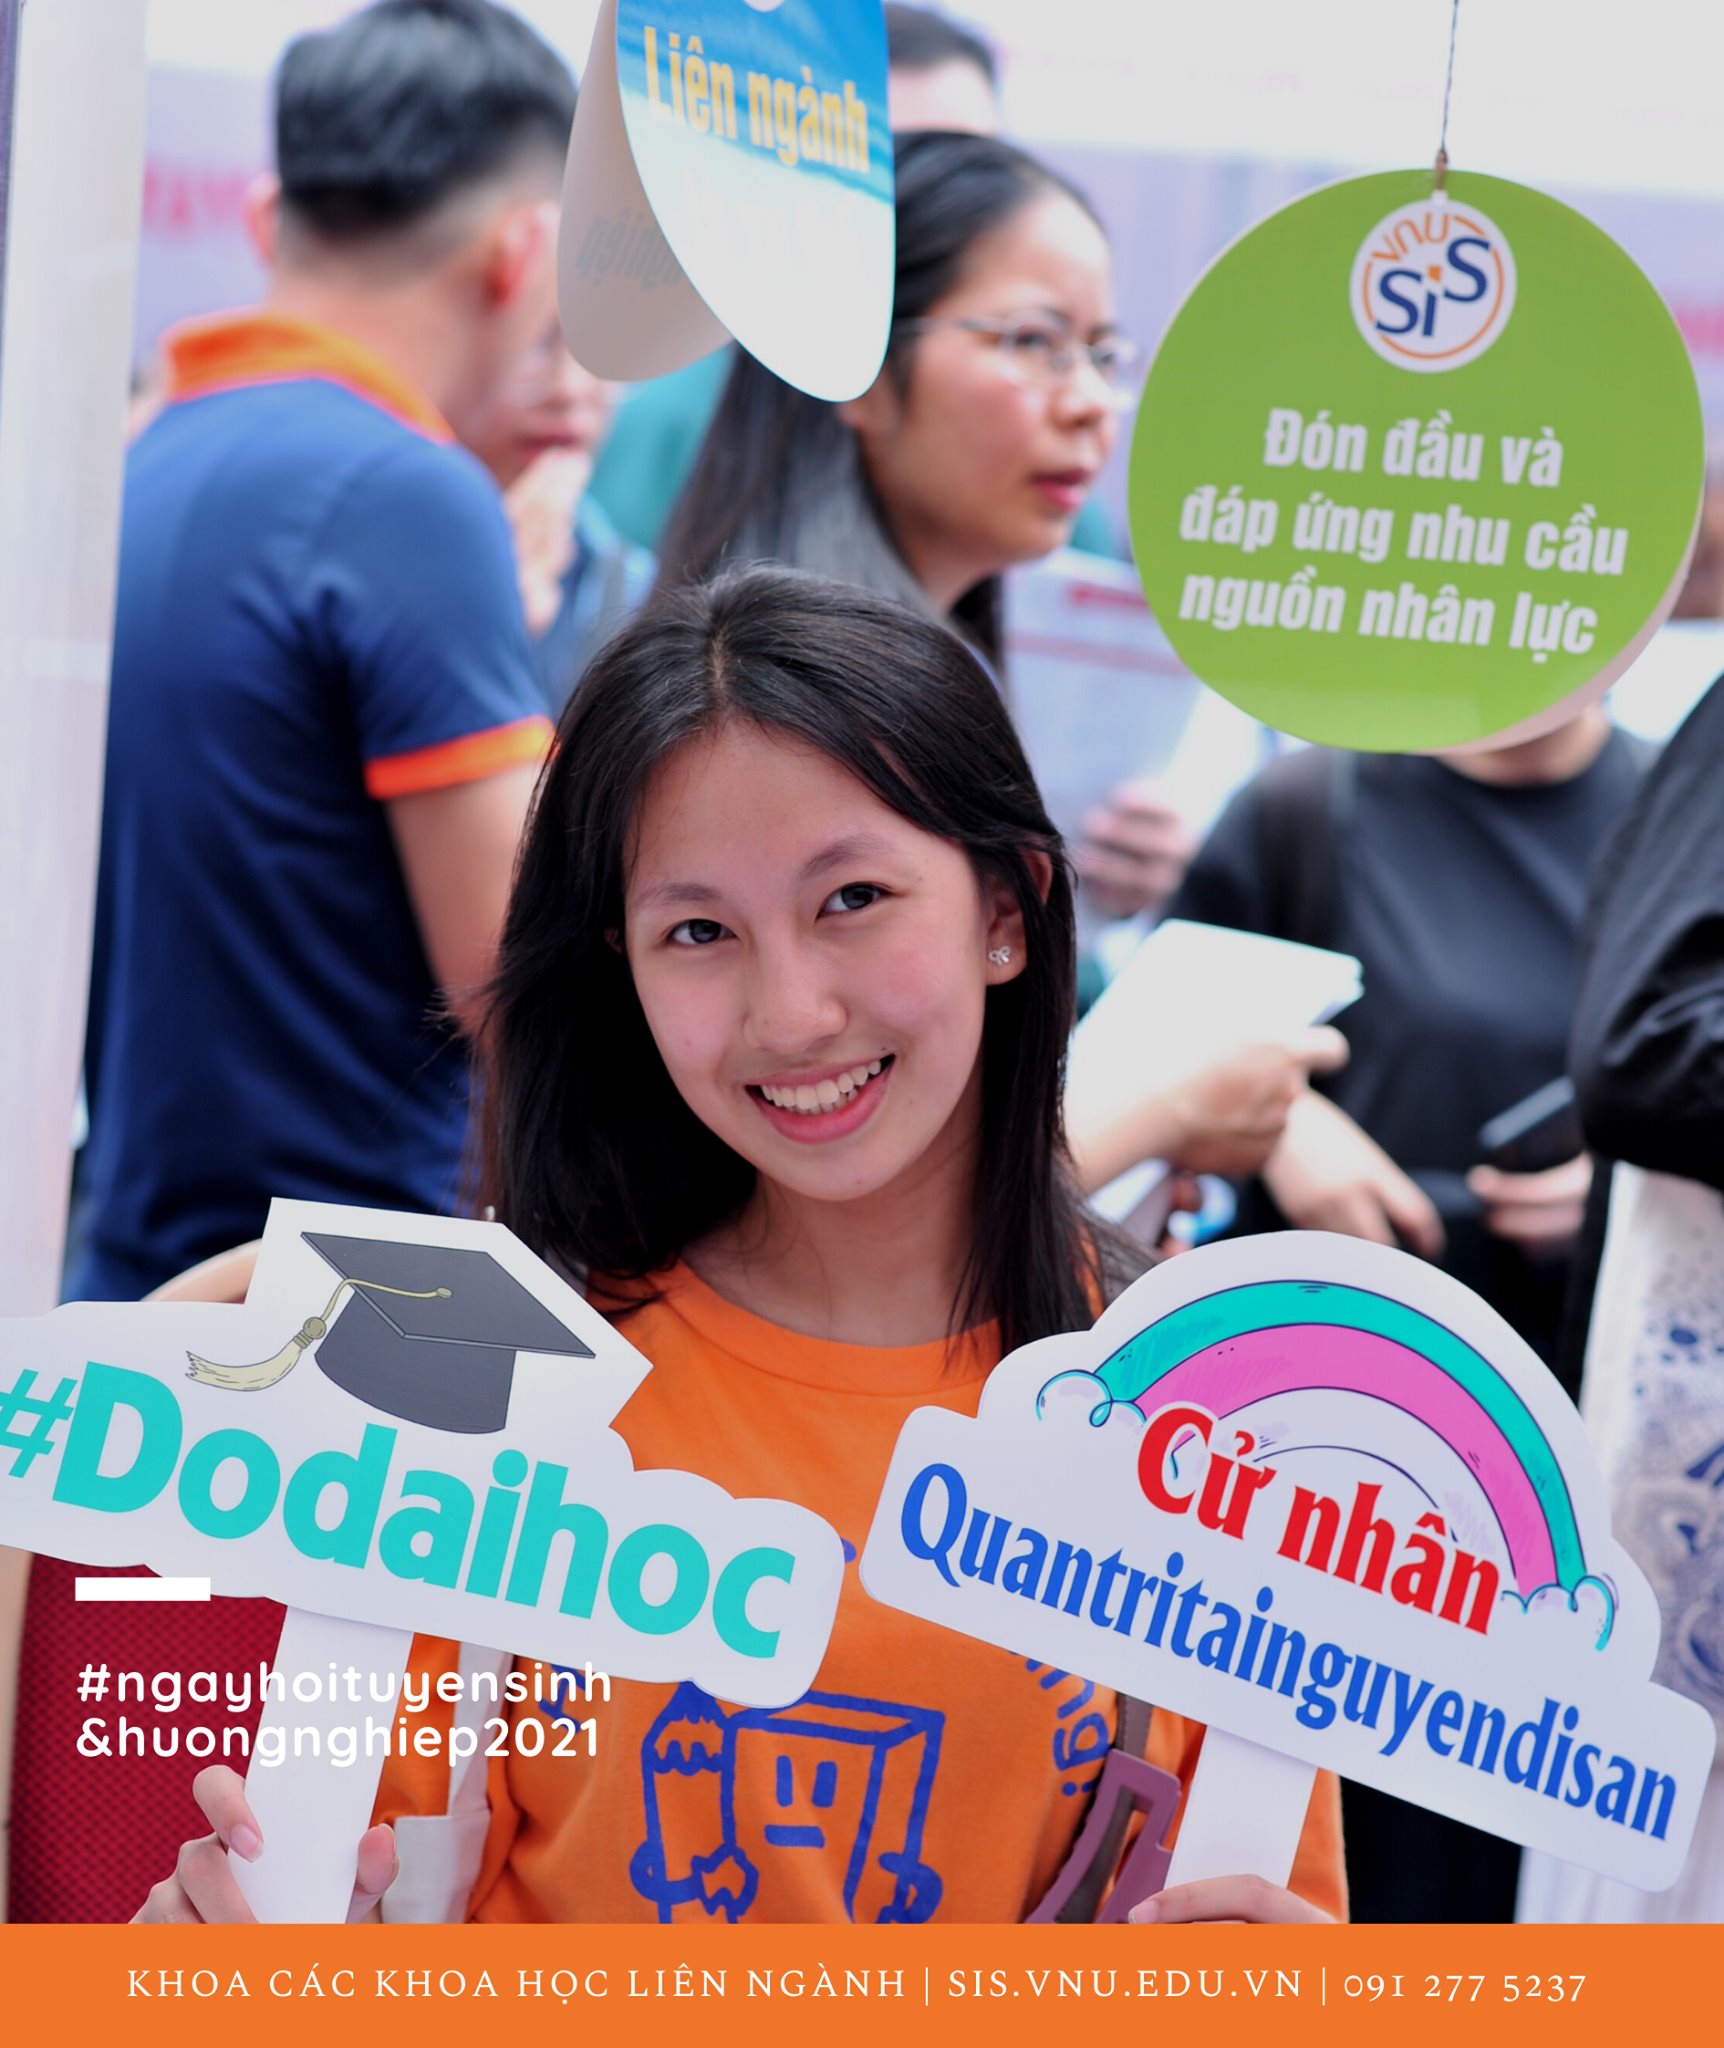 Liên ngành
VNU
SiS
Đón đầu và
đáp ứng nhu cầu
nguồn nhân lực
#Dodaihoc
Cử nhân
Quantritainguyendisan
#ngayhoituyensinh
&huongnghiep2021
KHOA CÁC KHOA HỌC LIÊN NGÀNH | SIS.VNU.EDU.VN | 091 277 5237